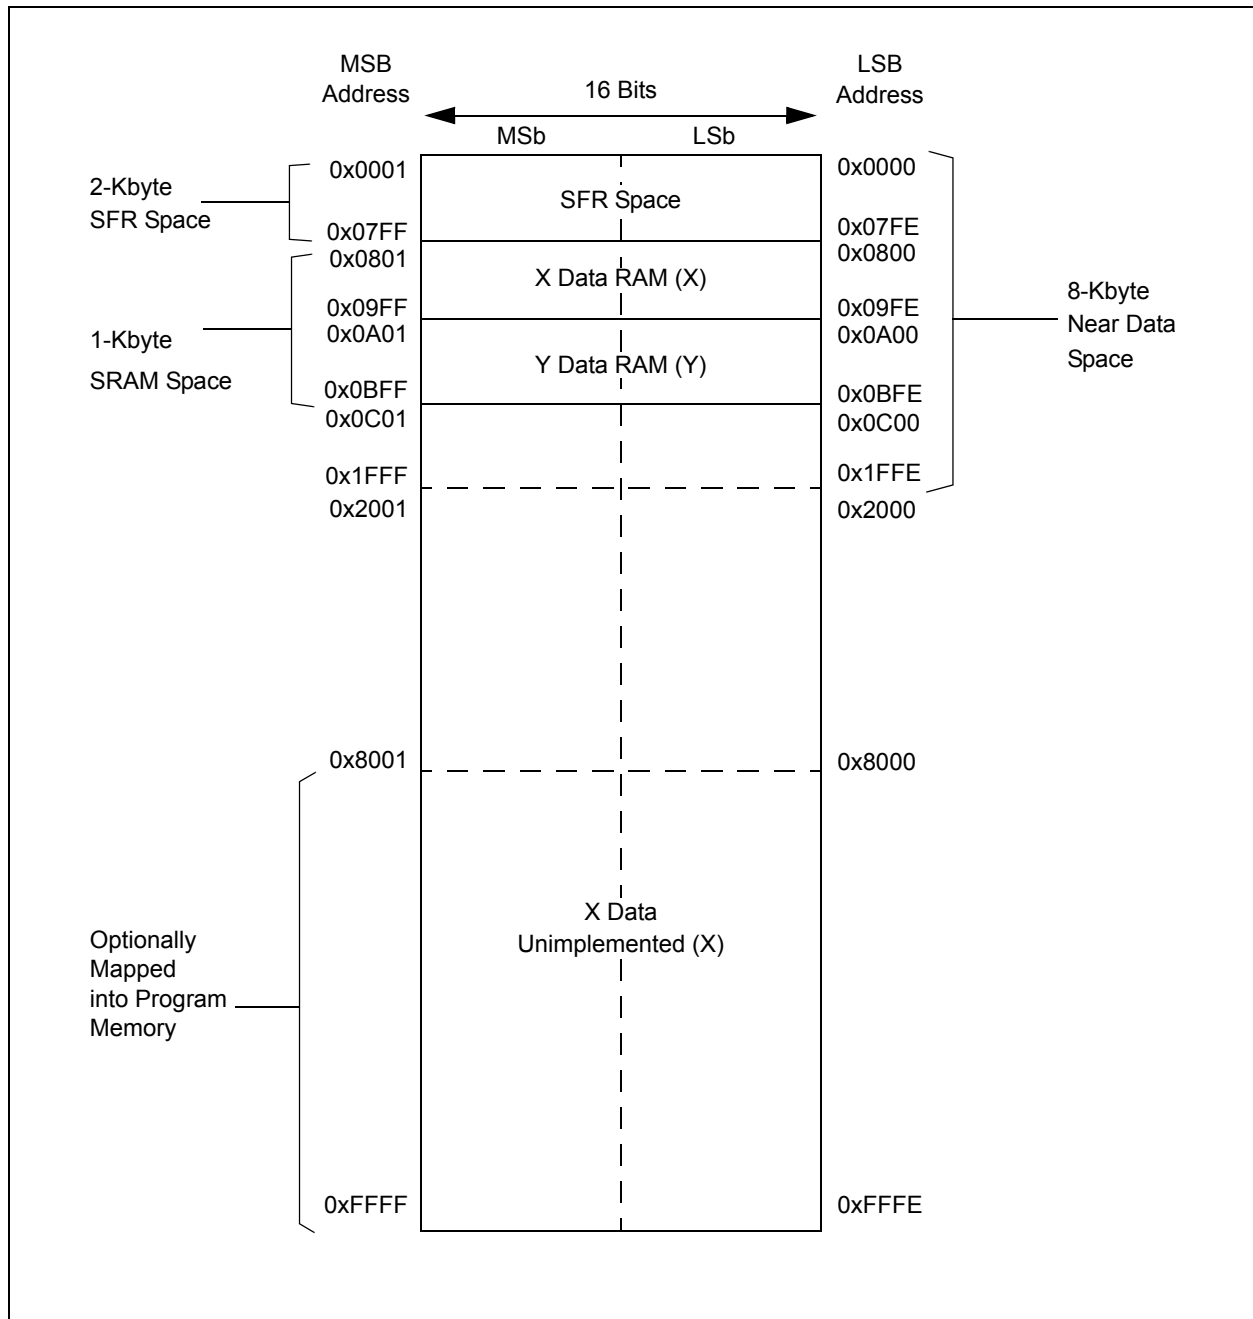 MSB
Address
LSB
Address
16 Bits
MSb
LSb
0x0001
0x0000
2-Kbyte
SFR Space
SFR Space
0x07FF
0x07FE
0x0801
0x0800
X Data RAM (X)
0x09FF
0x09FE
0x0A01
0x0A00
1-Kbyte
SRAM Space
8-Kbyte
Near Data
Space
Y Data RAM (Y)
0x0BFF
0x0BFE
0x0C01
0x0C00
0x1FFF
0x1FFE
0x2001
0x2000
0x8001
0x8000
X Data
Unimplemented (X)
Optionally
Mapped
into Program
Memory
0xFFFF
0xFFFE